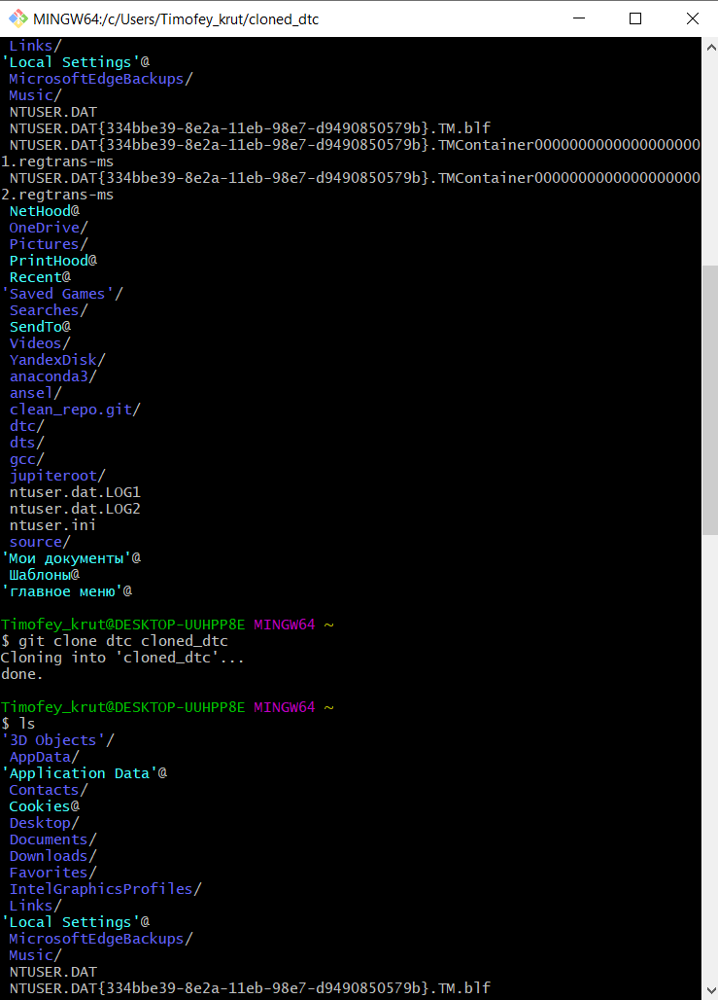 MINGW64:/c/Users/Timofey_krut/cloned_dtc
Links/
'Local Settings'@
MicrosoftEdgeBackups/
Music/
NTUSER.DAT
NTUSER.DAT{334bbe39-8e2a-11eb-98e7-d9490850579b}.TM.blf
NTUSER.DAT{334bbe39-8e2a-11eb-98e7-d9490850579b}.TMContainer0000000000000000000
1.regtrans-ms
NTUSER.DAT{334bbe39-8e2a-11eb-98e7-d9490850579b}.TMContainer0000000000000000000
2.regtrans-ms
NetHood@
OneDrive/
Pictures/
PrintHood@
Recent@
'Saved Games'/
Searches/
SendTo@
Videos/
YandexDisk/
anaconda3/
ansel/
clean_repo.git/
dtc/
dts/
gcc/
jupiteroot/
ntuser.dat.LOG1
ntuser.dat.LOG2
ntuser.ini
source/
'Мои документы'@
Шаблоны@
'главное меню'@
Timofey_krut@DESKTOP-UUHPP8E MINGW64 ~
$ git clone dtc cloned_dtc
Cloning into 'cloned_dtc'...
done.
Timofey_krut@DESKTOP-UUHPP8E MINGW64 ~
$ ls
'3D Objects'/
AppData/
'Application Data'@
Contacts/
Cookies@
Desktop/
Documents/
Downloads/
Favorites/
IntelGraphicsProfiles/
Links/
'Local Settings'@
MicrosoftEdgeBackups/
Music/
NTUSER.DAT
NTUSER.DAT{334bbe39-8e2a-11eb-98e7-d9490850579b}.TM.blf